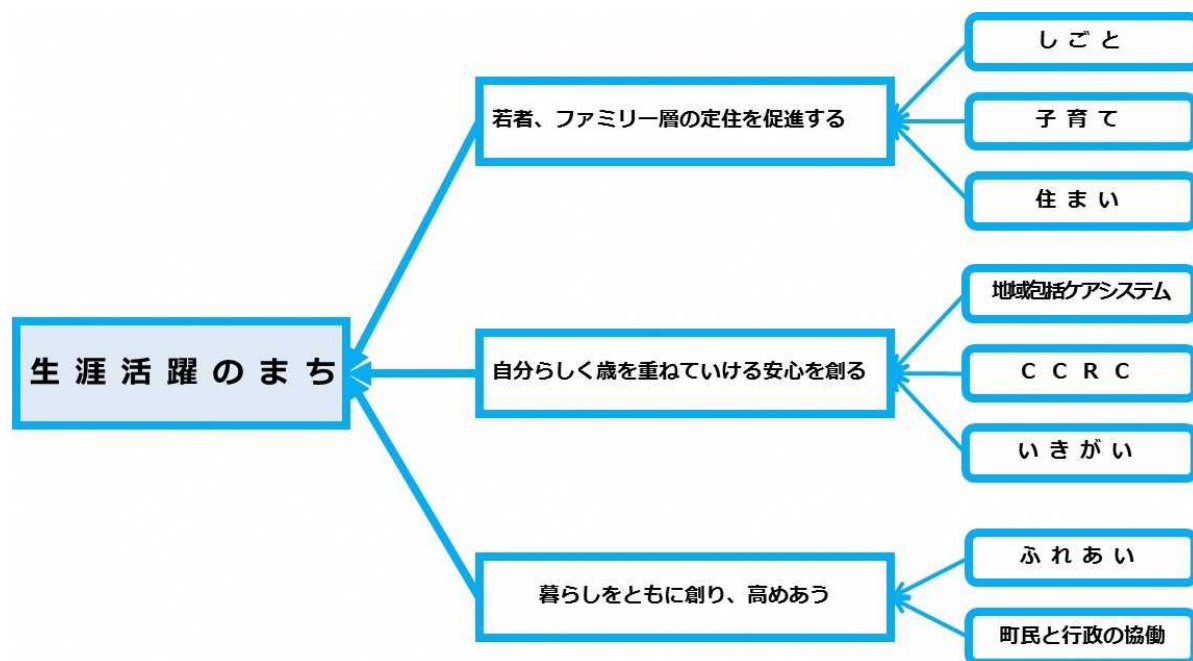 生涯活躍のまち
若者、ファミリー層の定住を促進する
しごと
子育て
住まい
自分らしく歳を重ねていける安心を創る
地域包括ケアシステム
CCRC
いきがい
暮らしをともに創り、高めあう
ふれあい
町民と行政の協働